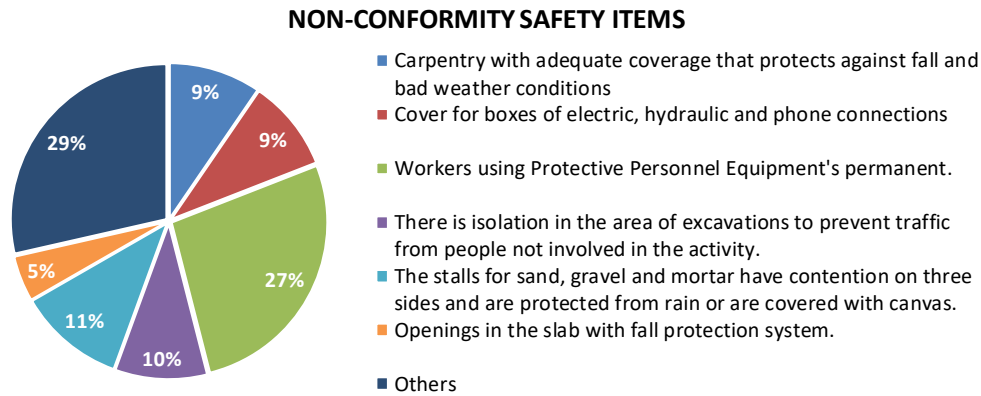 NON-CONFORMITY SAFETY ITEMS
9%
9%
27%
10%
11%
5%
29%
Carpentry with adequate coverage that protects against fall and
bad weather conditions
Cover for boxes of electric, hydraulic and phone connections
Workers using Protective Personnel Equipment's permanent.
There is isolation in the area of excavations to prevent traffic
from people not involved in the activity.
The stalls for sand, gravel and mortar have contention on three
sides and are protected from rain or are covered with canvas.
Openings in the slab with fall protection system.
Others